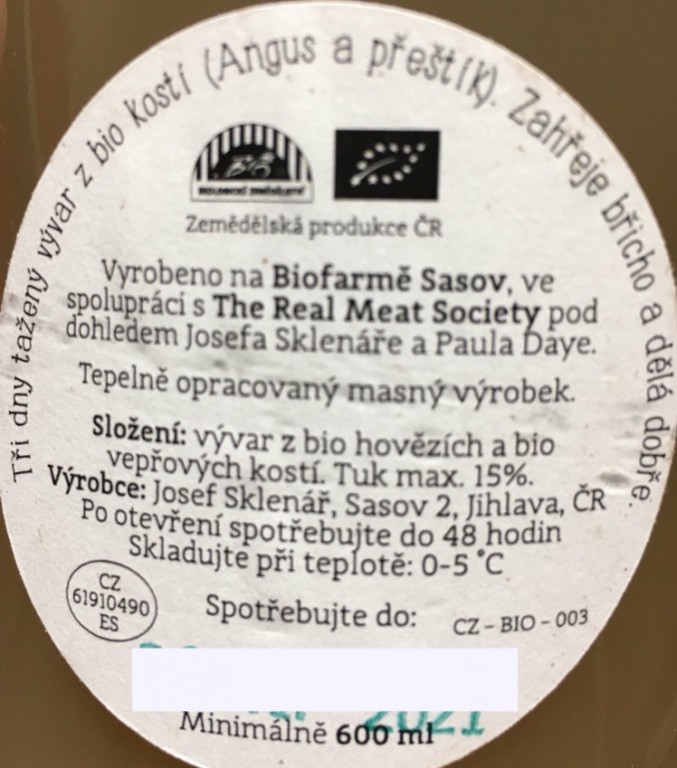 Tři dny tažený vývar z bio kostí (Angus a přeštík). Zahřeje břicho a dělá dobře.
Zemědělská produkce ČR
Vyrobeno na Biofarmě Sasov, ve
spolupráci s The Real Meat Society pod
dohledem Josefa Sklenáře a Paula Daye.
Tepelně opracovaný masný výrobek.
Složení: vývar z bio hovězích a bio
vepřových kostí. Tuk max. 15%.
Výrobce: Josef Sklenář, Sasov 2, Jihlava, ČR
Po otevření spotřebujte do 48 hodin
Skladujte při teplotě: 0-5 °C
CZ
61910490
ES
Spotřebujte do:
CZ – BIO – 003
2021
Minimálně 600 ml